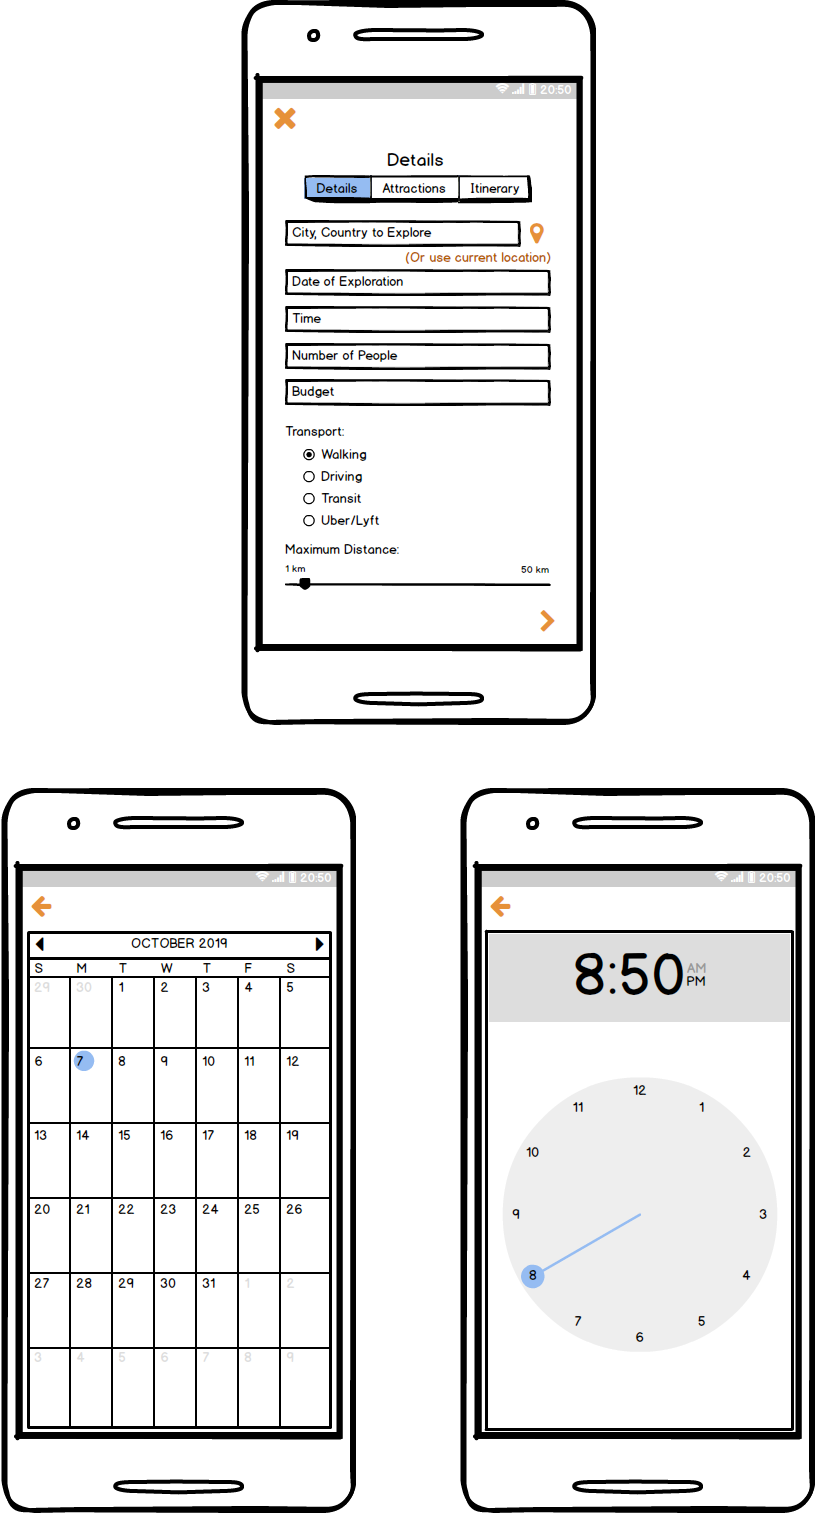 20:50
Details
Details Attractions Itinerary
City, Country to Explore
(Or use current location)
Date of Exploration
Time
Number of People
Budget
Transport:
Walking
Driving
Transit
Uber/Lyft
Maximum Distance:
1 km 50 km
20:50
OCTOBER 2019
S M T W T F S
29 30 1 2 3 4 5
6 7 8 9 10 11 12
13 14 15 16 17 18 19
20 21 22 23 24 25 26
27 28 29 30 31 1 2
3 4 5 6 7 8 9
20:50
8:50 AM
PM
12
11 1
10 2
9 3
8 4
7 5
6